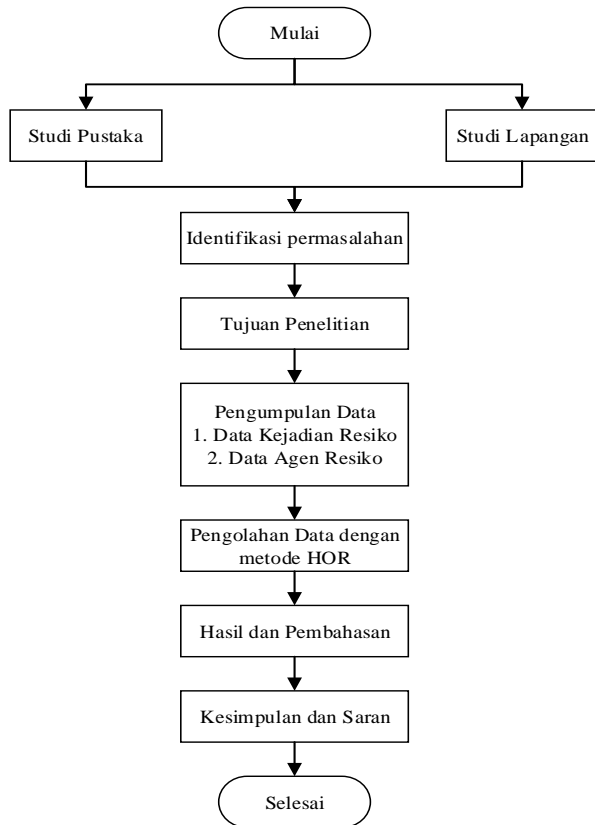 Mulai
Studi Pustaka
Studi Lapangan
Identifikasi permasalahan
Tujuan Penelitian
Pengumpulan Data
1. Data Kejadian Resiko
2. Data Agen Resiko
Pengolahan Data dengan
metode HOR
Hasil dan Pembahasan
Kesimpulan dan Saran
Selesai